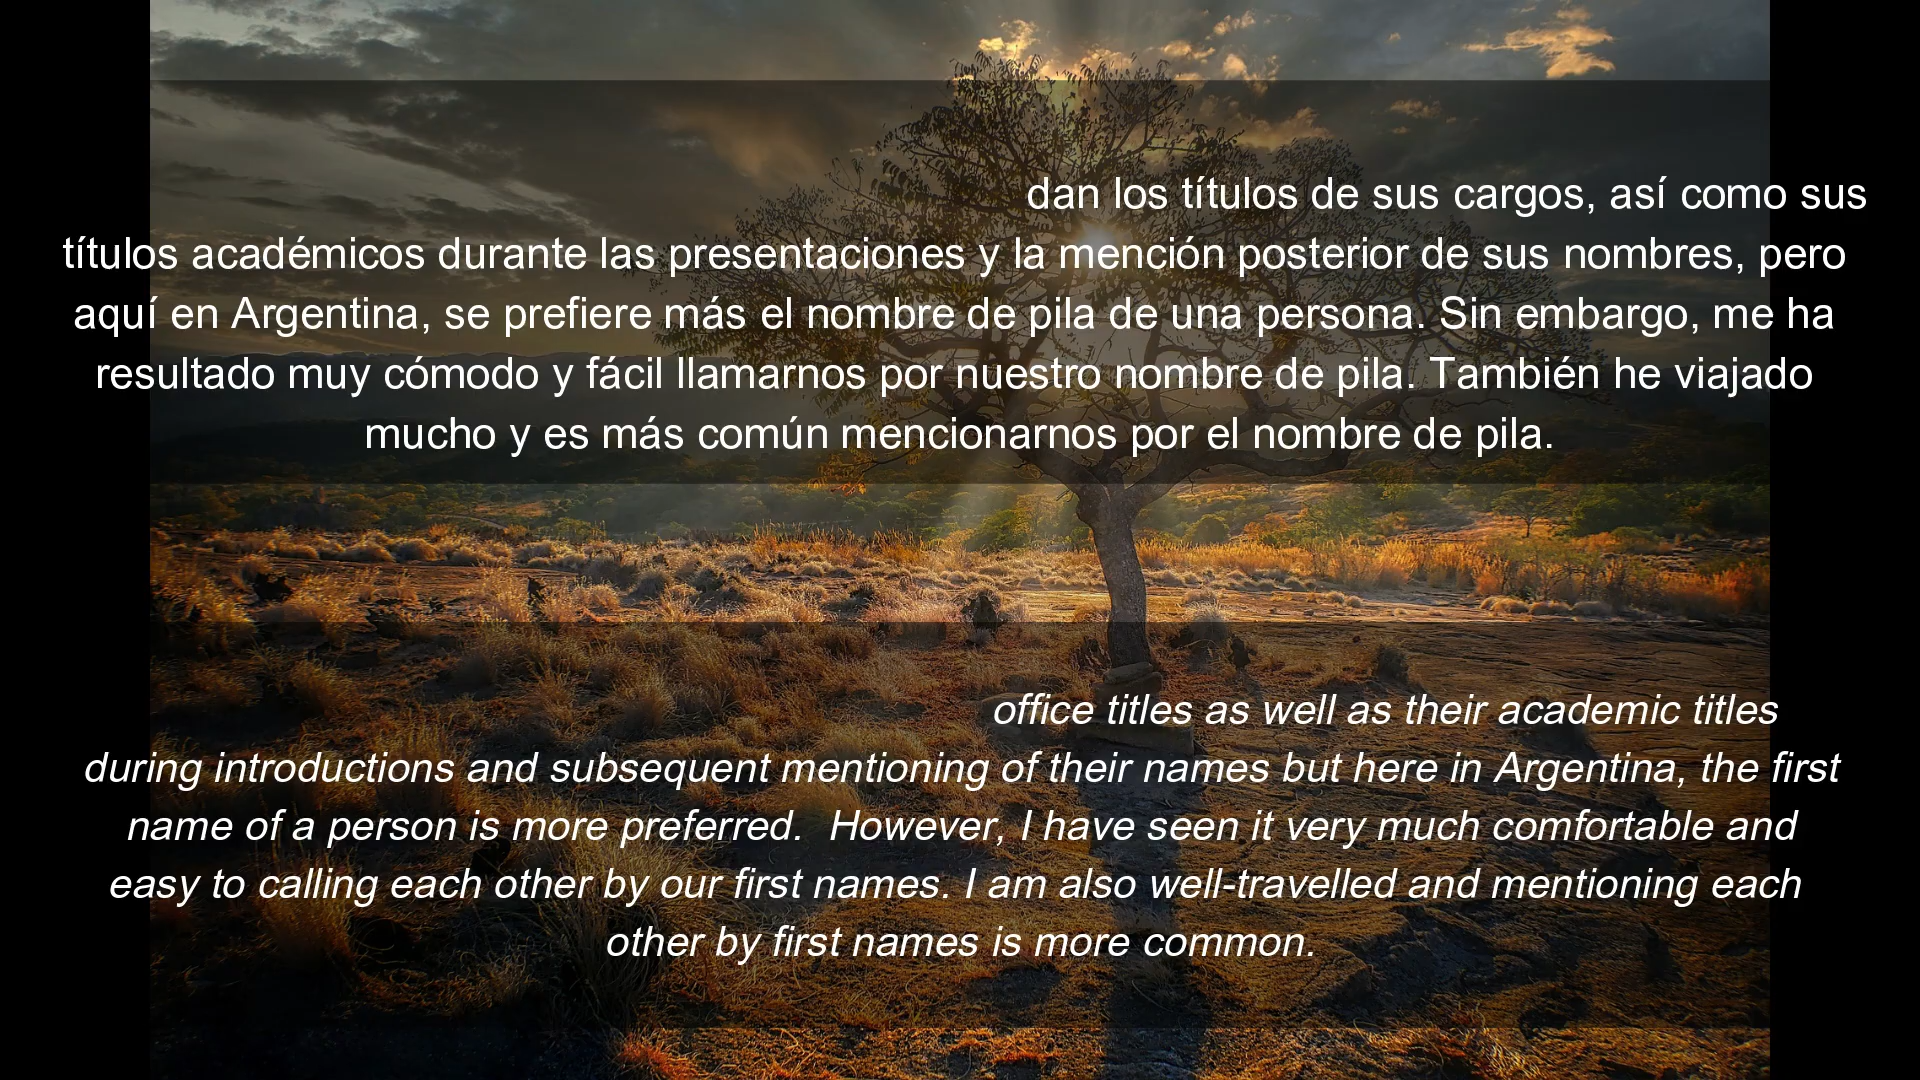 dan los títulos de sus cargos, así como sus
títulos académicos durante las presentaciones y la mención posterior de sus nombres, pero
aquí en Argentina, se prefiere más el nombre de pila de una persona. Sin embargo, me ha
resultado muy cómodo y fácil llamarnos por nuestro nombre de pila. También he viajado
mucho y es más común mencionarnos por el nombre de pila.
office titles as well as their academic titles
during introductions and subsequent mentioning of their names but here in Argentina, the first
name of a person is more preferred.  However, I have seen it very much comfortable and
easy to calling each other by our first names. I am also well-travelled and mentioning each
other by first names is more common.